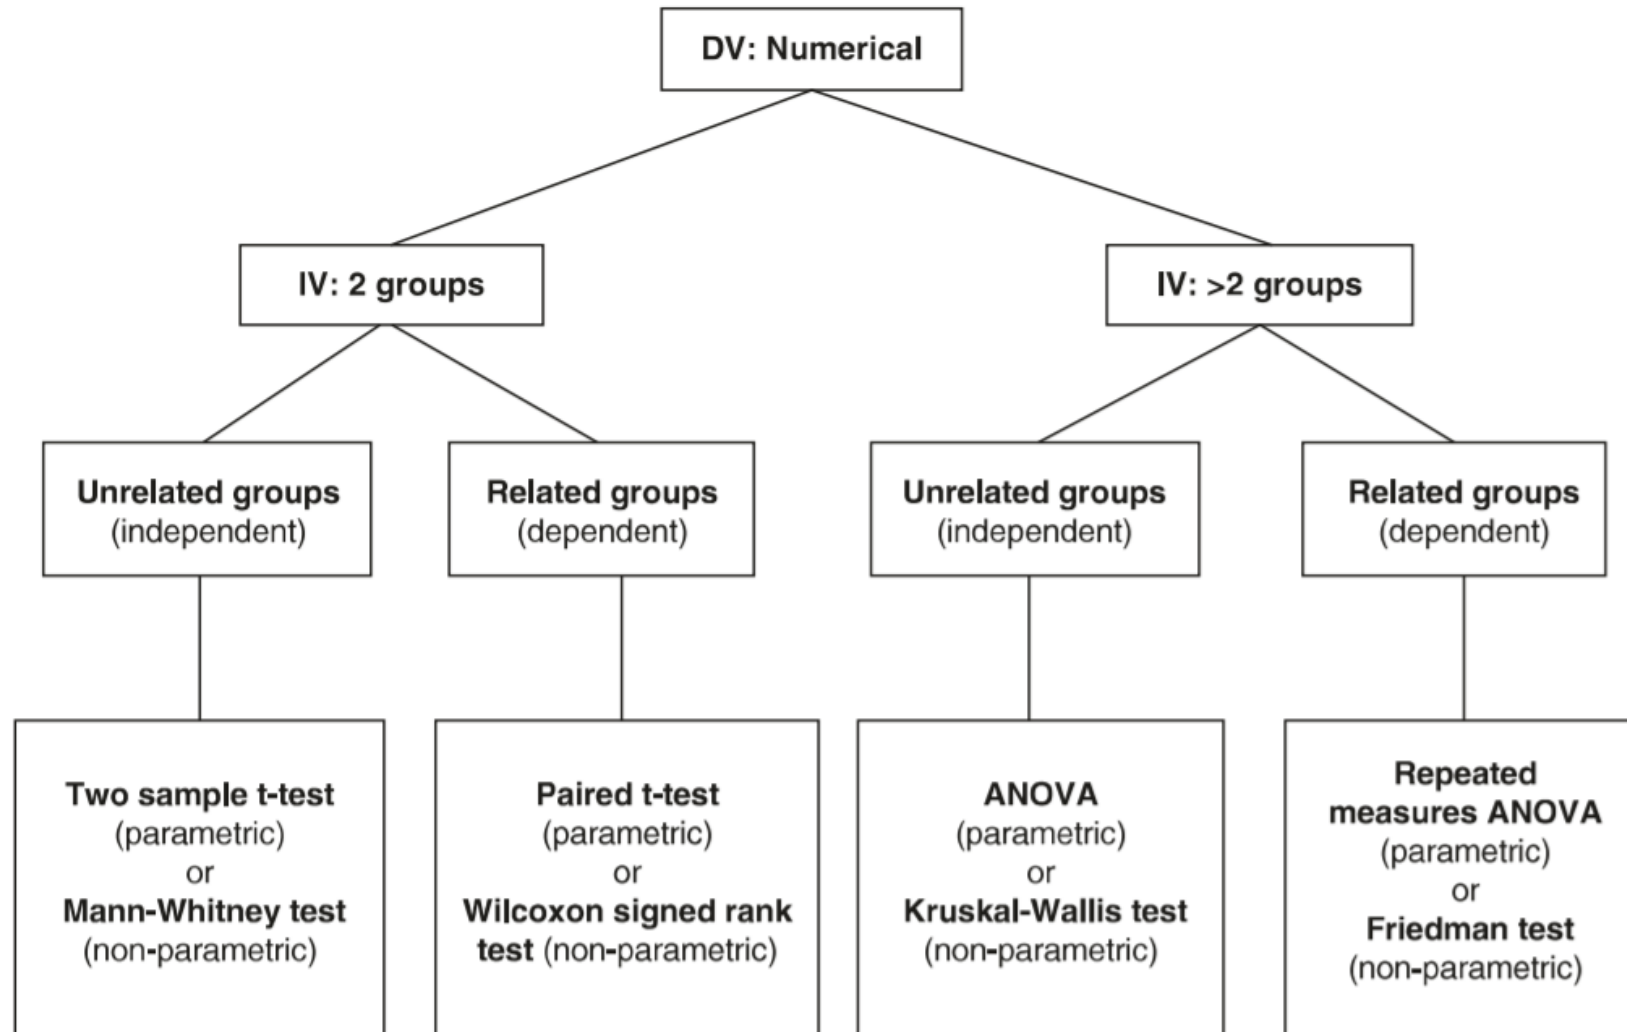 DV: Numerical
IV: 2 groups
IV: >2 groups
Unrelated groups
(independent)
Related groups
(dependent)
Unrelated groups
(independent)
Related groups
(dependent)
Two sample t-test
(parametric)
or
Mann-Whitney test
(non-parametric)
Paired t-test
(parametric)
or
Wilcoxon signed rank
test (non-parametric)
ANOVA
(parametric)
or
Kruskal-Wallis test
(non-parametric)
Repeated
measures ANOVA
(parametric)
or
Friedman test
(non-parametric)